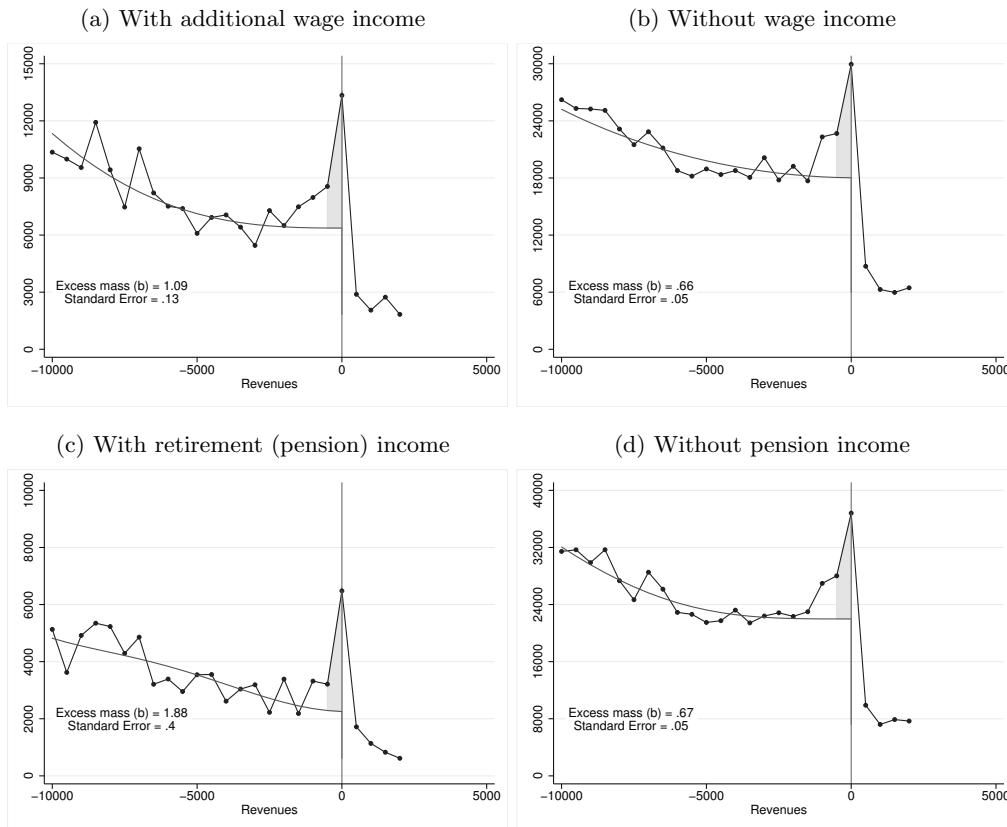 (a) With additional wage income
(b) Without wage income
15000
12000
9000
6000
3000
0
Excess mass (b) = 1.09
Standard Error = .13
−10000 −5000 0 5000
Revenues
30000
24000
18000
12000
6000
0
Excess mass (b) = .66
Standard Error = .05
−10000 −5000 0 5000
Revenues
(c) With retirement (pension) income
(d) Without pension income
10000
8000
6000
4000
2000
0
Excess mass (b) = 1.88
Standard Error = .4
−10000 −5000 0 5000
Revenues
40000
32000
24000
16000
8000
0
Excess mass (b) = .67
Standard Error = .05
−10000 −5000 0 5000
Revenues